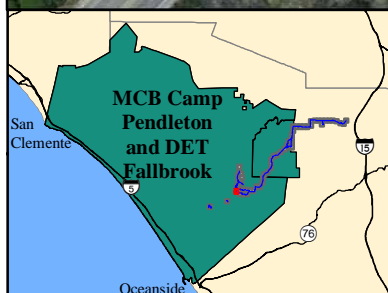 MCB Camp
Pendleton
and DET
Fallbrook
San
Clemente
5
15
76
Oceanside